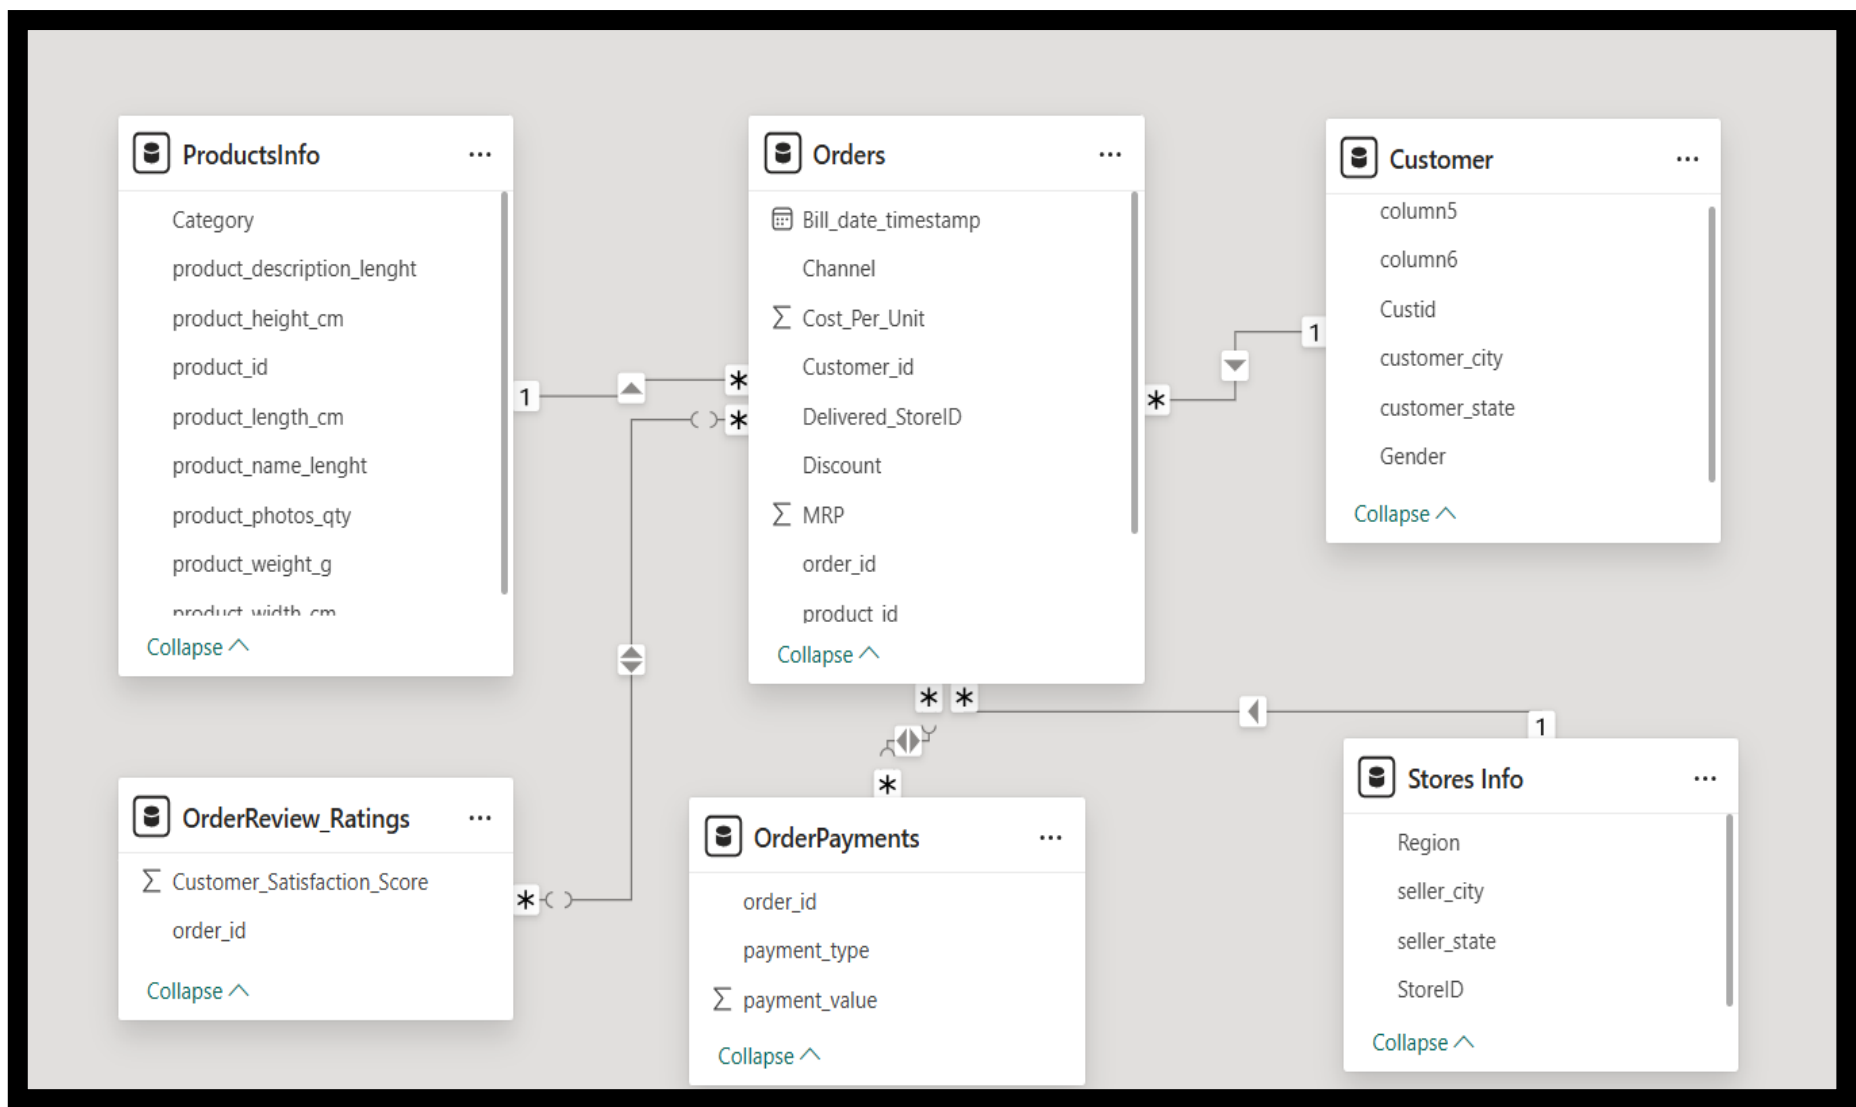 ProductsInfo
Category
product_description_lenght
product_height_cm
product_id
product_length_cm
product_name_lenght
product_photos_qty
product_weight_g
product_width_cm
Collapse
1
*
*
Orders
Bill_date_timestamp
Channel
Cost_Per_Unit
Customer_id
Delivered_StoreID
Discount
MRP
order_id
product_id
Collapse
*
1
Customer
column5
column6
Custid
customer_city
customer_state
Gender
Collapse
* *
*
1
OrderReview_Ratings
Customer_Satisfaction_Score
order_id
Collapse
*
OrderPayments
order_id
payment_type
payment_value
Collapse
Stores Info
Region
seller_city
seller_state
StoreID
Collapse